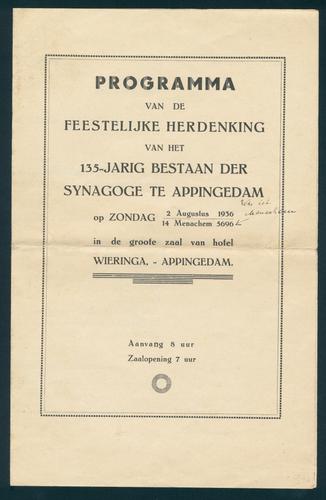 PROGRAMMA
VAN DE
FEESTELIJKE HERDENKING
VAN HET
135-JARIG BESTAAN DER
SYNAGOGE TE APPINGEDAM
op ZONDAG 2 Augustus 1936
14 Menachem 5696
in de groote zaal van hotel
WIERINGA, - APPINGEDAM.
Aanvang 8 uur
Zaalopening 7 uur